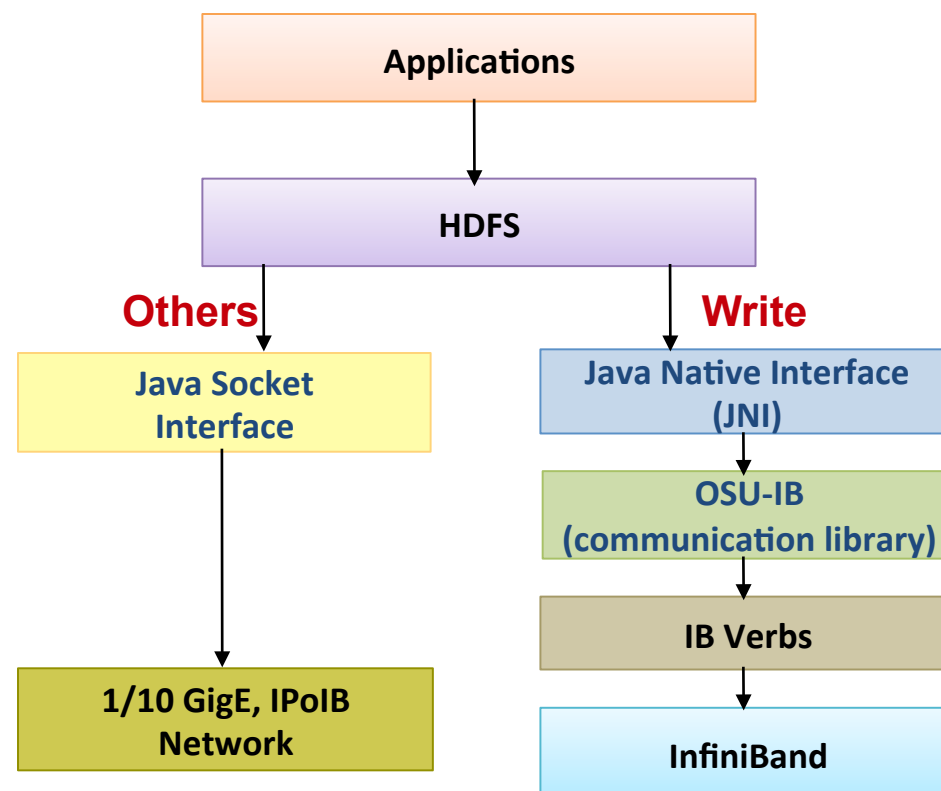 Applications
HDFS
Others
Write
Java Socket
Interface
Java Native Interface
(JNI)
OSU-IB
(communication library)
IB Verbs
1/10 GigE, IPoIB
Network
InfiniBand